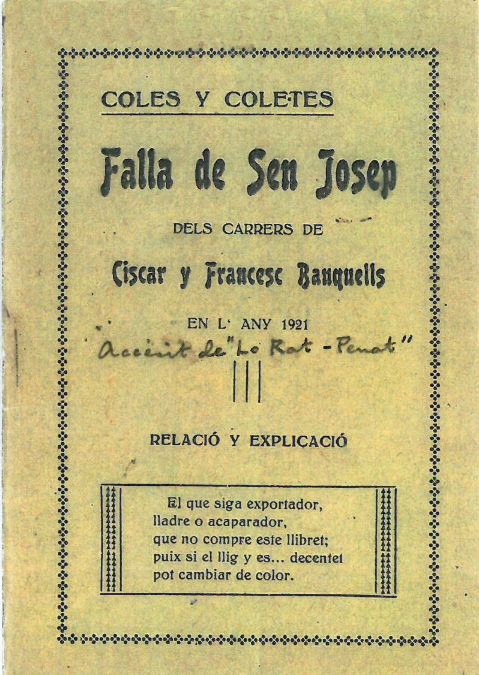 COLES Y COLETES
Falla de Sen Josep
DELS CARRERS DE
Ciscar y Francesc Banquells
EN L' ANY 1921
Accèsit de "Lo Rat-Penat"
RELACIÓ Y EXPLICACIÓ
El que siga exportador,
lladre o acaparador,
que no compre este llibret;
puix si el llig y es... decentet
pot cambiar de color.